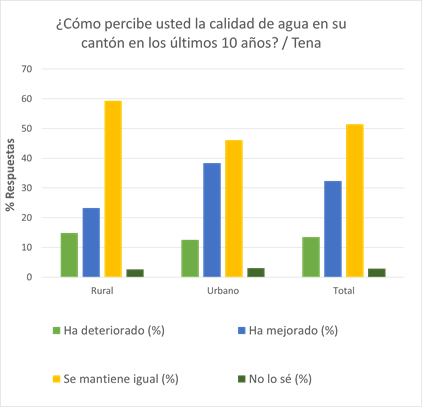 ¿Cómo percibe usted la calidad de agua en su
cantón en los últimos 10 años? / Tena
70
60
50
40
30
20
10
0
% Respuestas
Rural Urbano Total
Ha deteriorado (%) Ha mejorado (%)
Se mantiene igual (%) No lo sé (%)